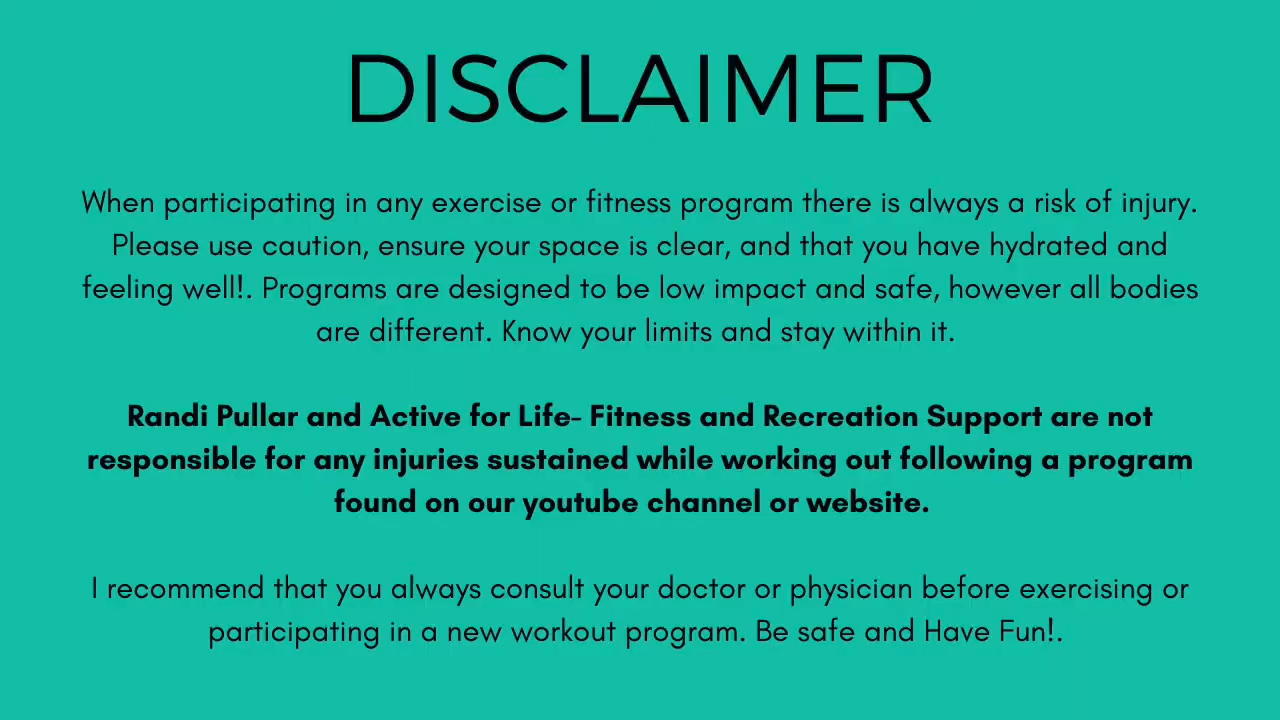 DISCLAIMER
When participating in any exercise or fitness program there is always a risk of injury.
Please use caution, ensure your space is clear, and that you have hydrated and
feeling well!. Programs are designed to be low impact and safe, however all bodies
are different. Know your limits and stay within it.
Randi Pullar and Active for Life- Fitness and Recreation Support are not
responsible for any injuries sustained while working out following a program
found on our youtube channel or website.
I recommend that you always consult your doctor or physician before exercising or
participating in a new workout program. Be safe and Have Fun!.